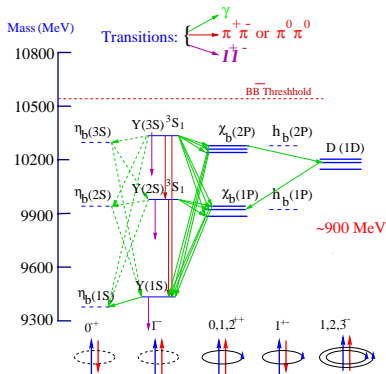 Mass (MeV)
Transitions:
γ
π⁺π⁻ or π⁰π⁰
l⁺l⁻
10800
10500
10200
9900
9600
9300
BB̅ Threshhold
η_b(3S)
Υ(3S) ³S₁
χ_b(2P)
h_b(2P)
D (1D)
η_b(2S)
Υ(2S) ³S₁
χ_b(1P)
h_b(1P)
~900 MeV
η_b(1S)
Υ(1S)
0⁻⁺
1⁻⁻
0,1,2⁺⁺
1⁺⁻
1,2,3⁻⁻